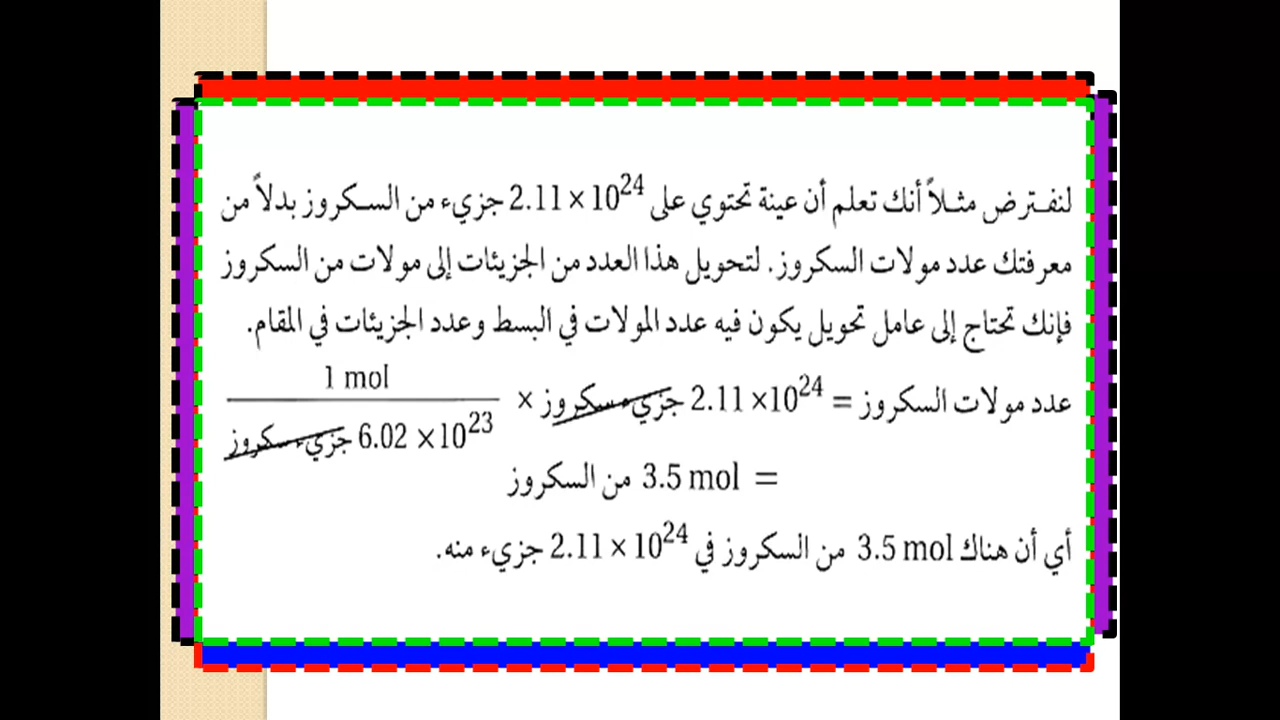 لنفترض مثلاً أنك تعلم أن عينة تحتوي على 2.11 × 10²⁴ جزيء من السكروز بدلاً من
معرفتك عدد مولات السكروز. لتحويل هذا العدد من الجزيئات إلى مولات من السكروز
فإنك تحتاج إلى عامل تحويل يكون فيه عدد المولات في البسط وعدد الجزيئات في المقام.
عدد مولات السكروز = 2.11 ×10²⁴ جزيء سكروز × 1 mol / 6.02 ×10²³ جزيء سكروز
= 3.5 mol من السكروز
أي أن هناك 3.5 mol من السكروز في 2.11 × 10²⁴ جزيء منه.